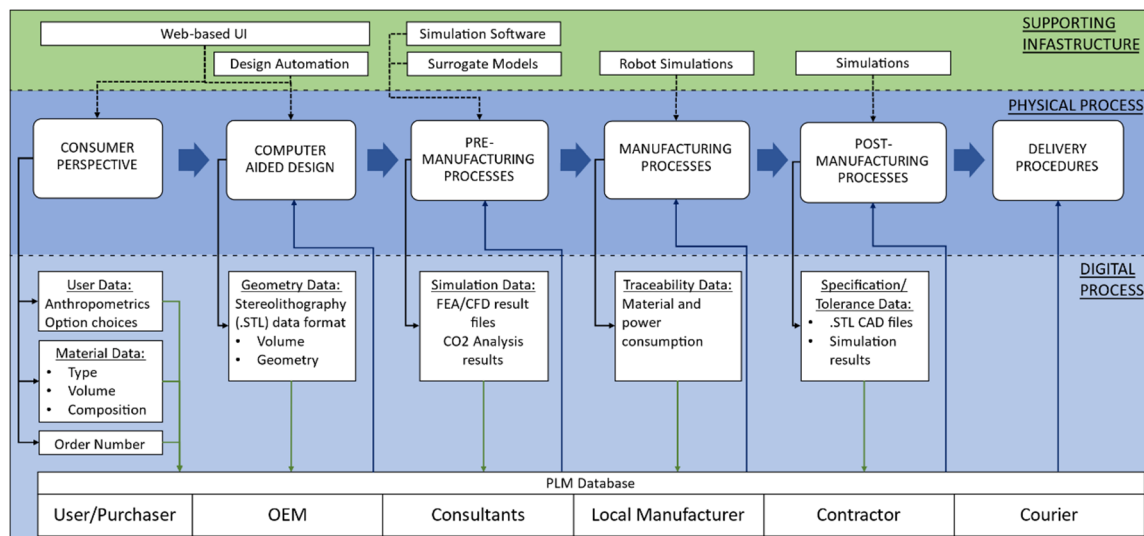 SUPPORTING
INFASTRUCTURE
Web-based UI
Design Automation
Simulation Software
Surrogate Models
Robot Simulations
Simulations
PHYSICAL PROCESS
CONSUMER
PERSPECTIVE
COMPUTER
AIDED DESIGN
PRE-
MANUFACTURING
PROCESSES
MANUFACTURING
PROCESSES
POST-
MANUFACTURING
PROCESSES
DELIVERY
PROCEDURES
DIGITAL
PROCESS
User Data:
Anthropometrics
Option choices
Material Data:
• Type
• Volume
• Composition
Order Number
Geometry Data:
Stereolithography
(.STL) data format
• Volume
• Geometry
Simulation Data:
FEA/CFD result
files
CO2 Analysis
results
Traceability Data:
Material and
power
consumption
Specification/
Tolerance Data:
• .STL CAD files
• Simulation
results
PLM Database
User/Purchaser
OEM
Consultants
Local Manufacturer
Contractor
Courier